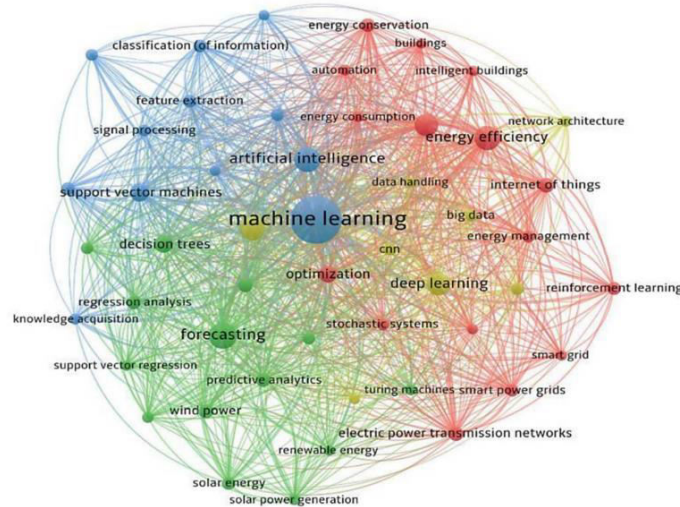 energy conservation
classification (of information)
buildings
automation
intelligent buildings
feature extraction
energy consumption
network architecture
signal processing
energy efficiency
artificial intelligence
data handling
internet of things
support vector machines
machine learning
big data
energy management
decision trees
cnn
optimization
deep learning
reinforcement learning
regression analysis
knowledge acquisition
stochastic systems
forecasting
smart grid
support vector regression
predictive analytics
turing machines
smart power grids
wind power
electric power transmission networks
renewable energy
solar energy
solar power generation